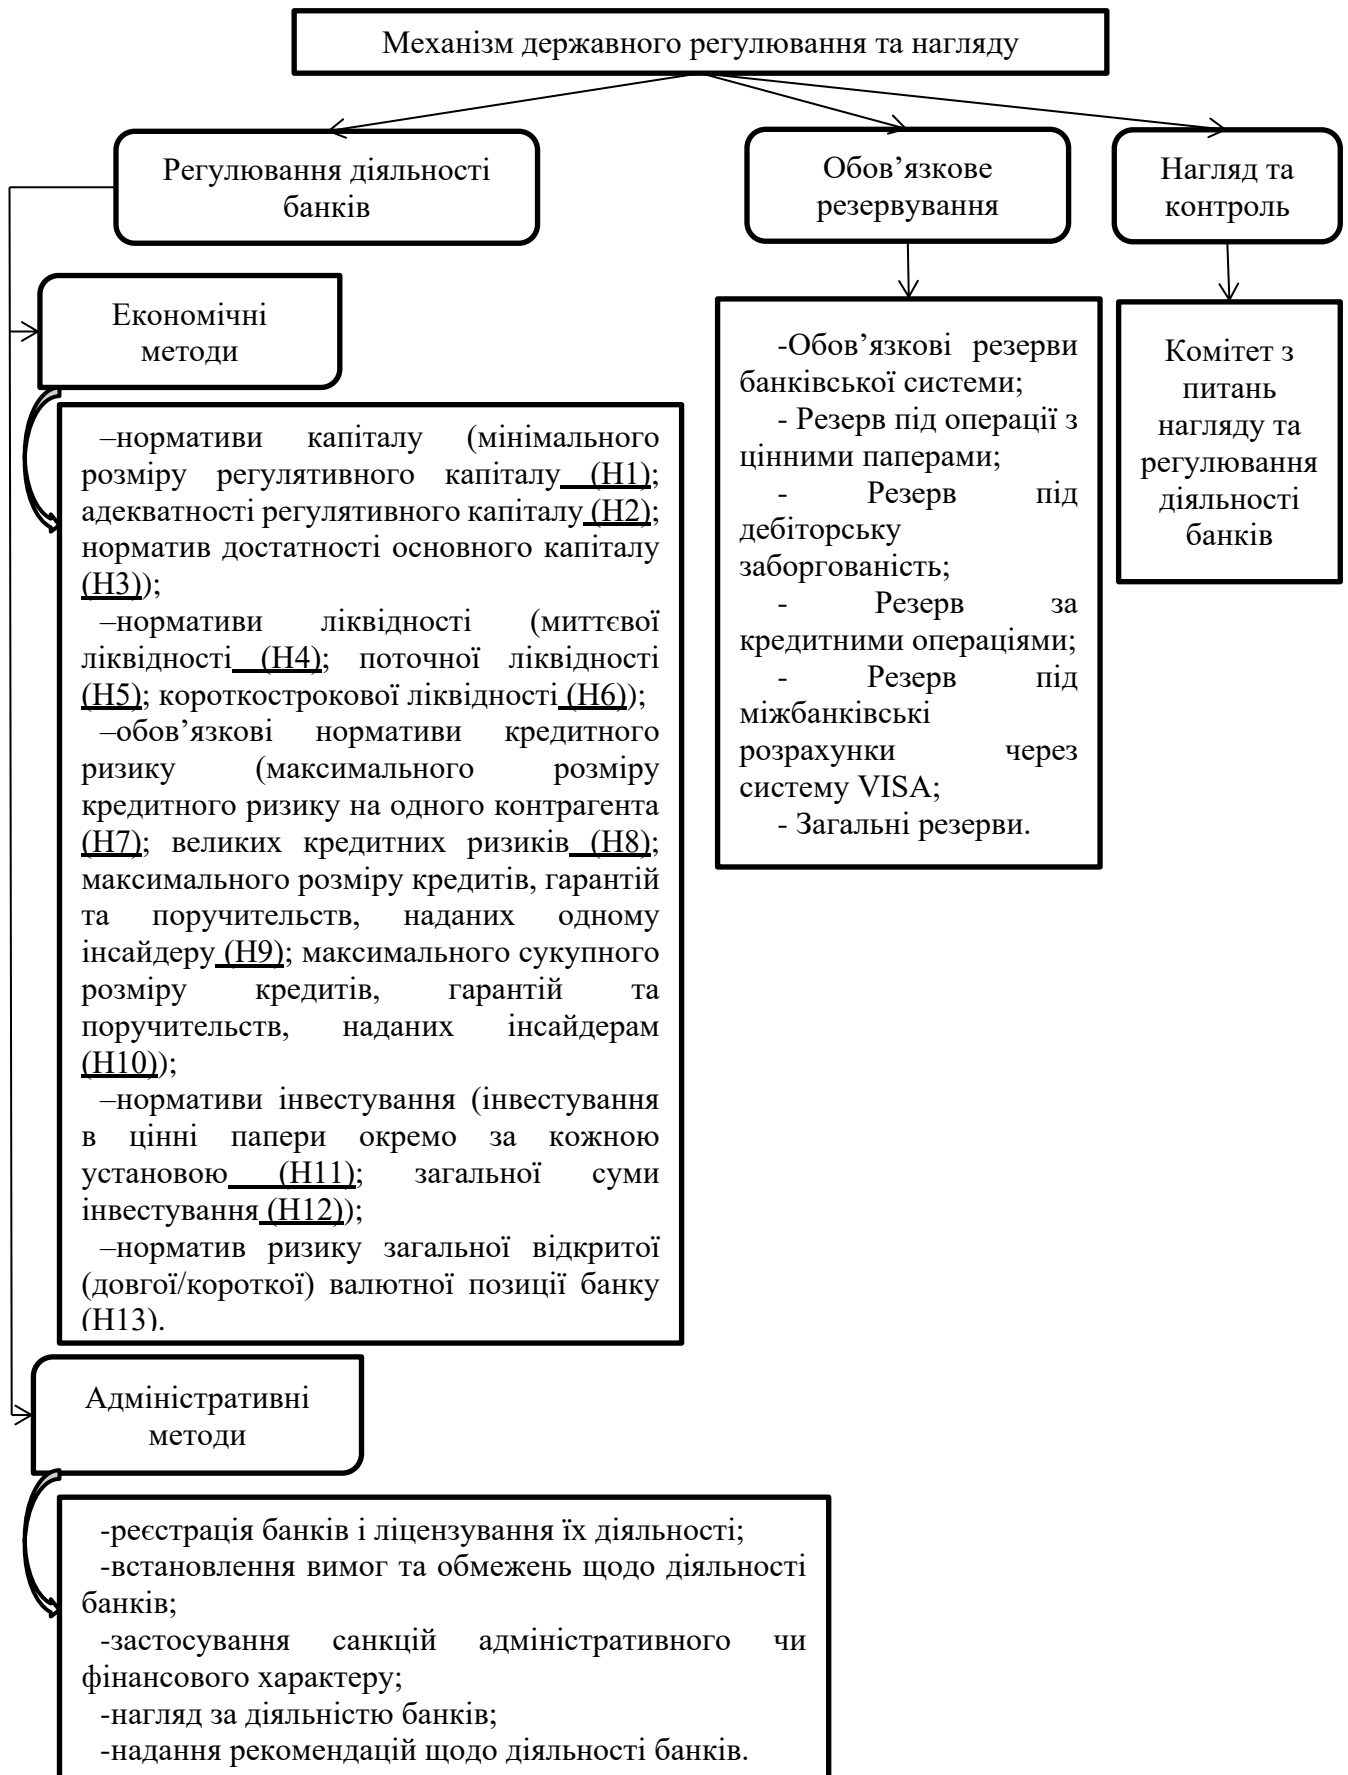 Механізм державного регулювання та нагляду
Регулювання діяльності
банків
Обов’язкове
резервування
Нагляд та
контроль
Економічні
методи
–нормативи капіталу (мінімального
розміру регулятивного капіталу (Н1);
адекватності регулятивного капіталу (Н2);
норматив достатності основного капіталу
(Н3));
–нормативи ліквідності (миттєвої
ліквідності (Н4); поточної ліквідності
(Н5); короткострокової ліквідності (Н6));
–обов’язкові нормативи кредитного
ризику (максимального розміру
кредитного ризику на одного контрагента
(Н7); великих кредитних ризиків (Н8);
максимального розміру кредитів, гарантій
та поручительств, наданих одному
інсайдеру (Н9); максимального сукупного
розміру кредитів, гарантій та
поручительств, наданих інсайдерам
(Н10));
–нормативи інвестування (інвестування
в цінні папери окремо за кожною
установою (Н11); загальної суми
інвестування (Н12));
–норматив ризику загальної відкритої
(довгої/короткої) валютної позиції банку
(Н13).
-Обов’язкові резерви
банківської системи;
- Резерв під операції з
цінними паперами;
- Резерв під
дебіторську
заборгованість;
- Резерв за
кредитними операціями;
- Резерв під
міжбанківські
розрахунки через
систему VISA;
- Загальні резерви.
Комітет з
питань
нагляду та
регулювання
діяльності
банків
Адміністративні
методи
-реєстрація банків і ліцензування їх діяльності;
-встановлення вимог та обмежень щодо діяльності
банків;
-застосування санкцій адміністративного чи
фінансового характеру;
-нагляд за діяльністю банків;
-надання рекомендацій щодо діяльності банків.